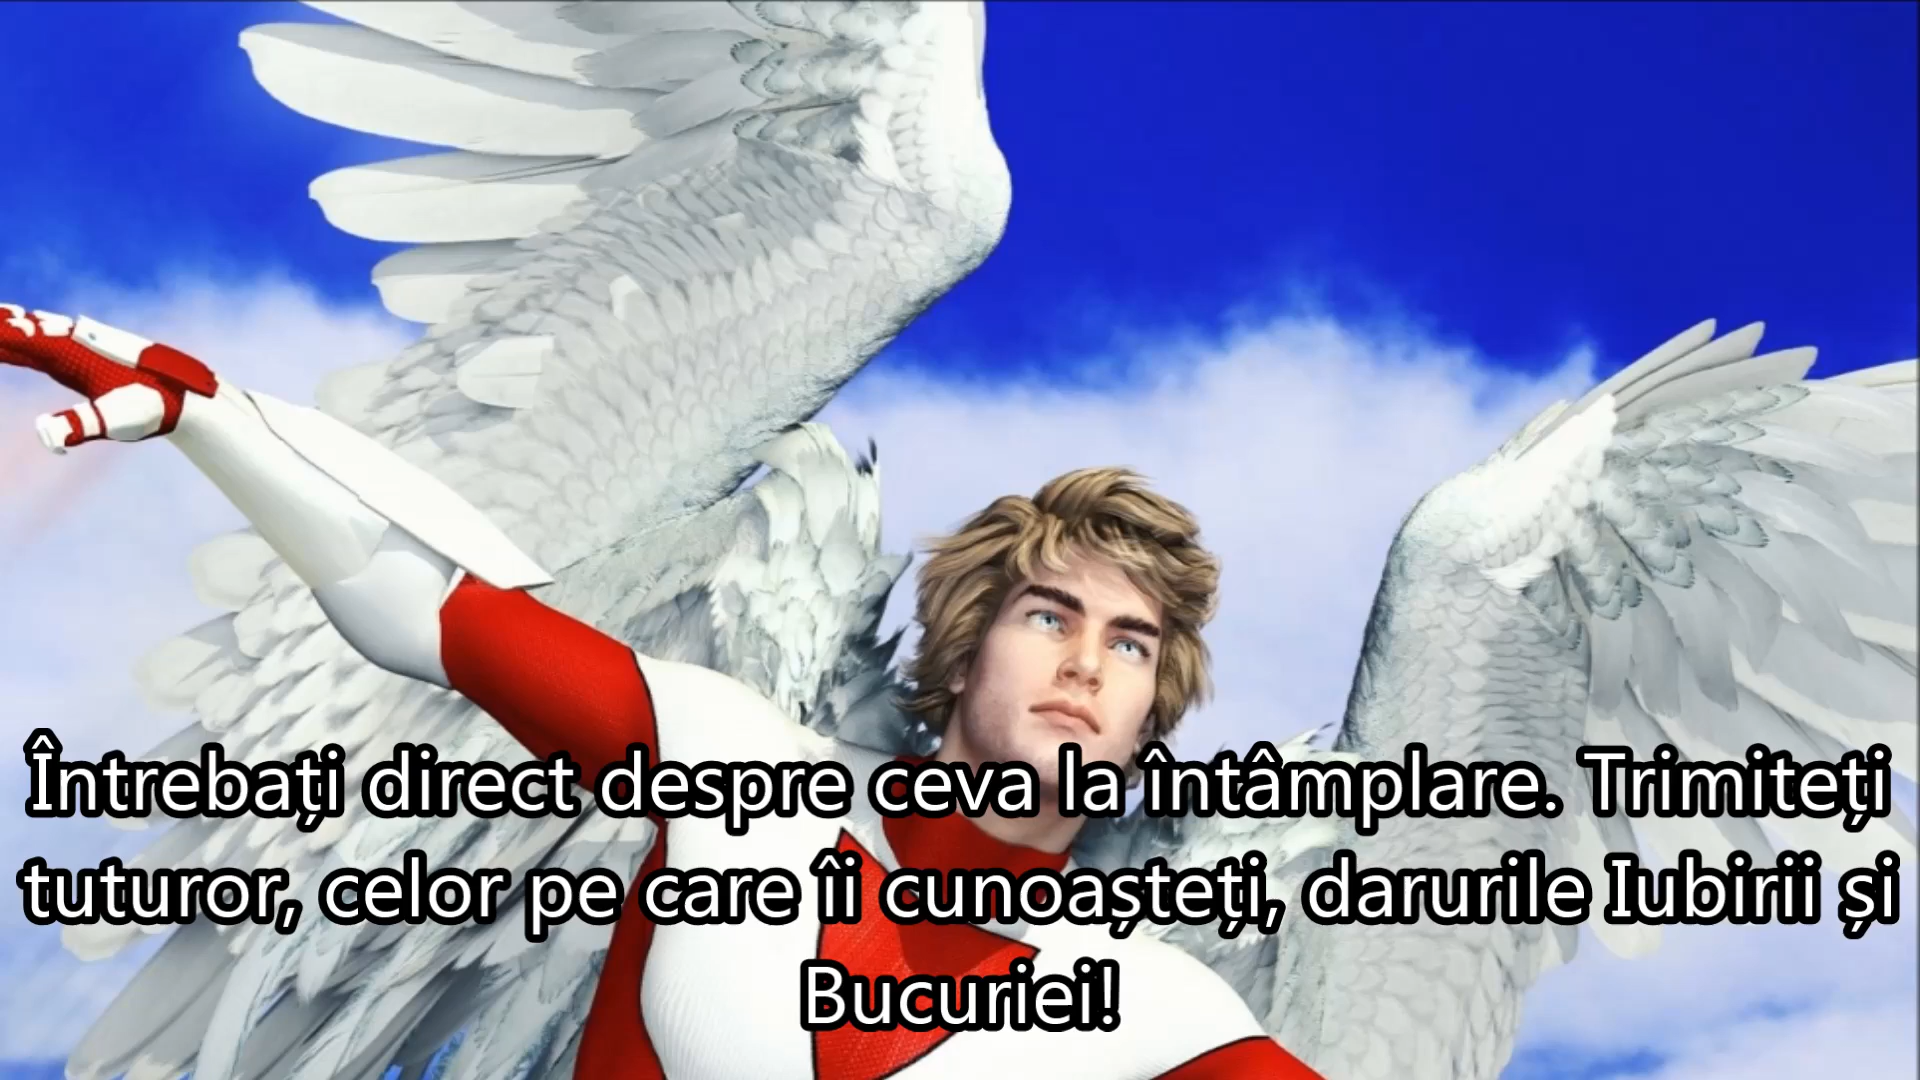 Întrebați direct despre ceva la întâmplare. Trimiteți
tuturor, celor pe care îi cunoașteți, darurile Iubirii și
Bucuriei!